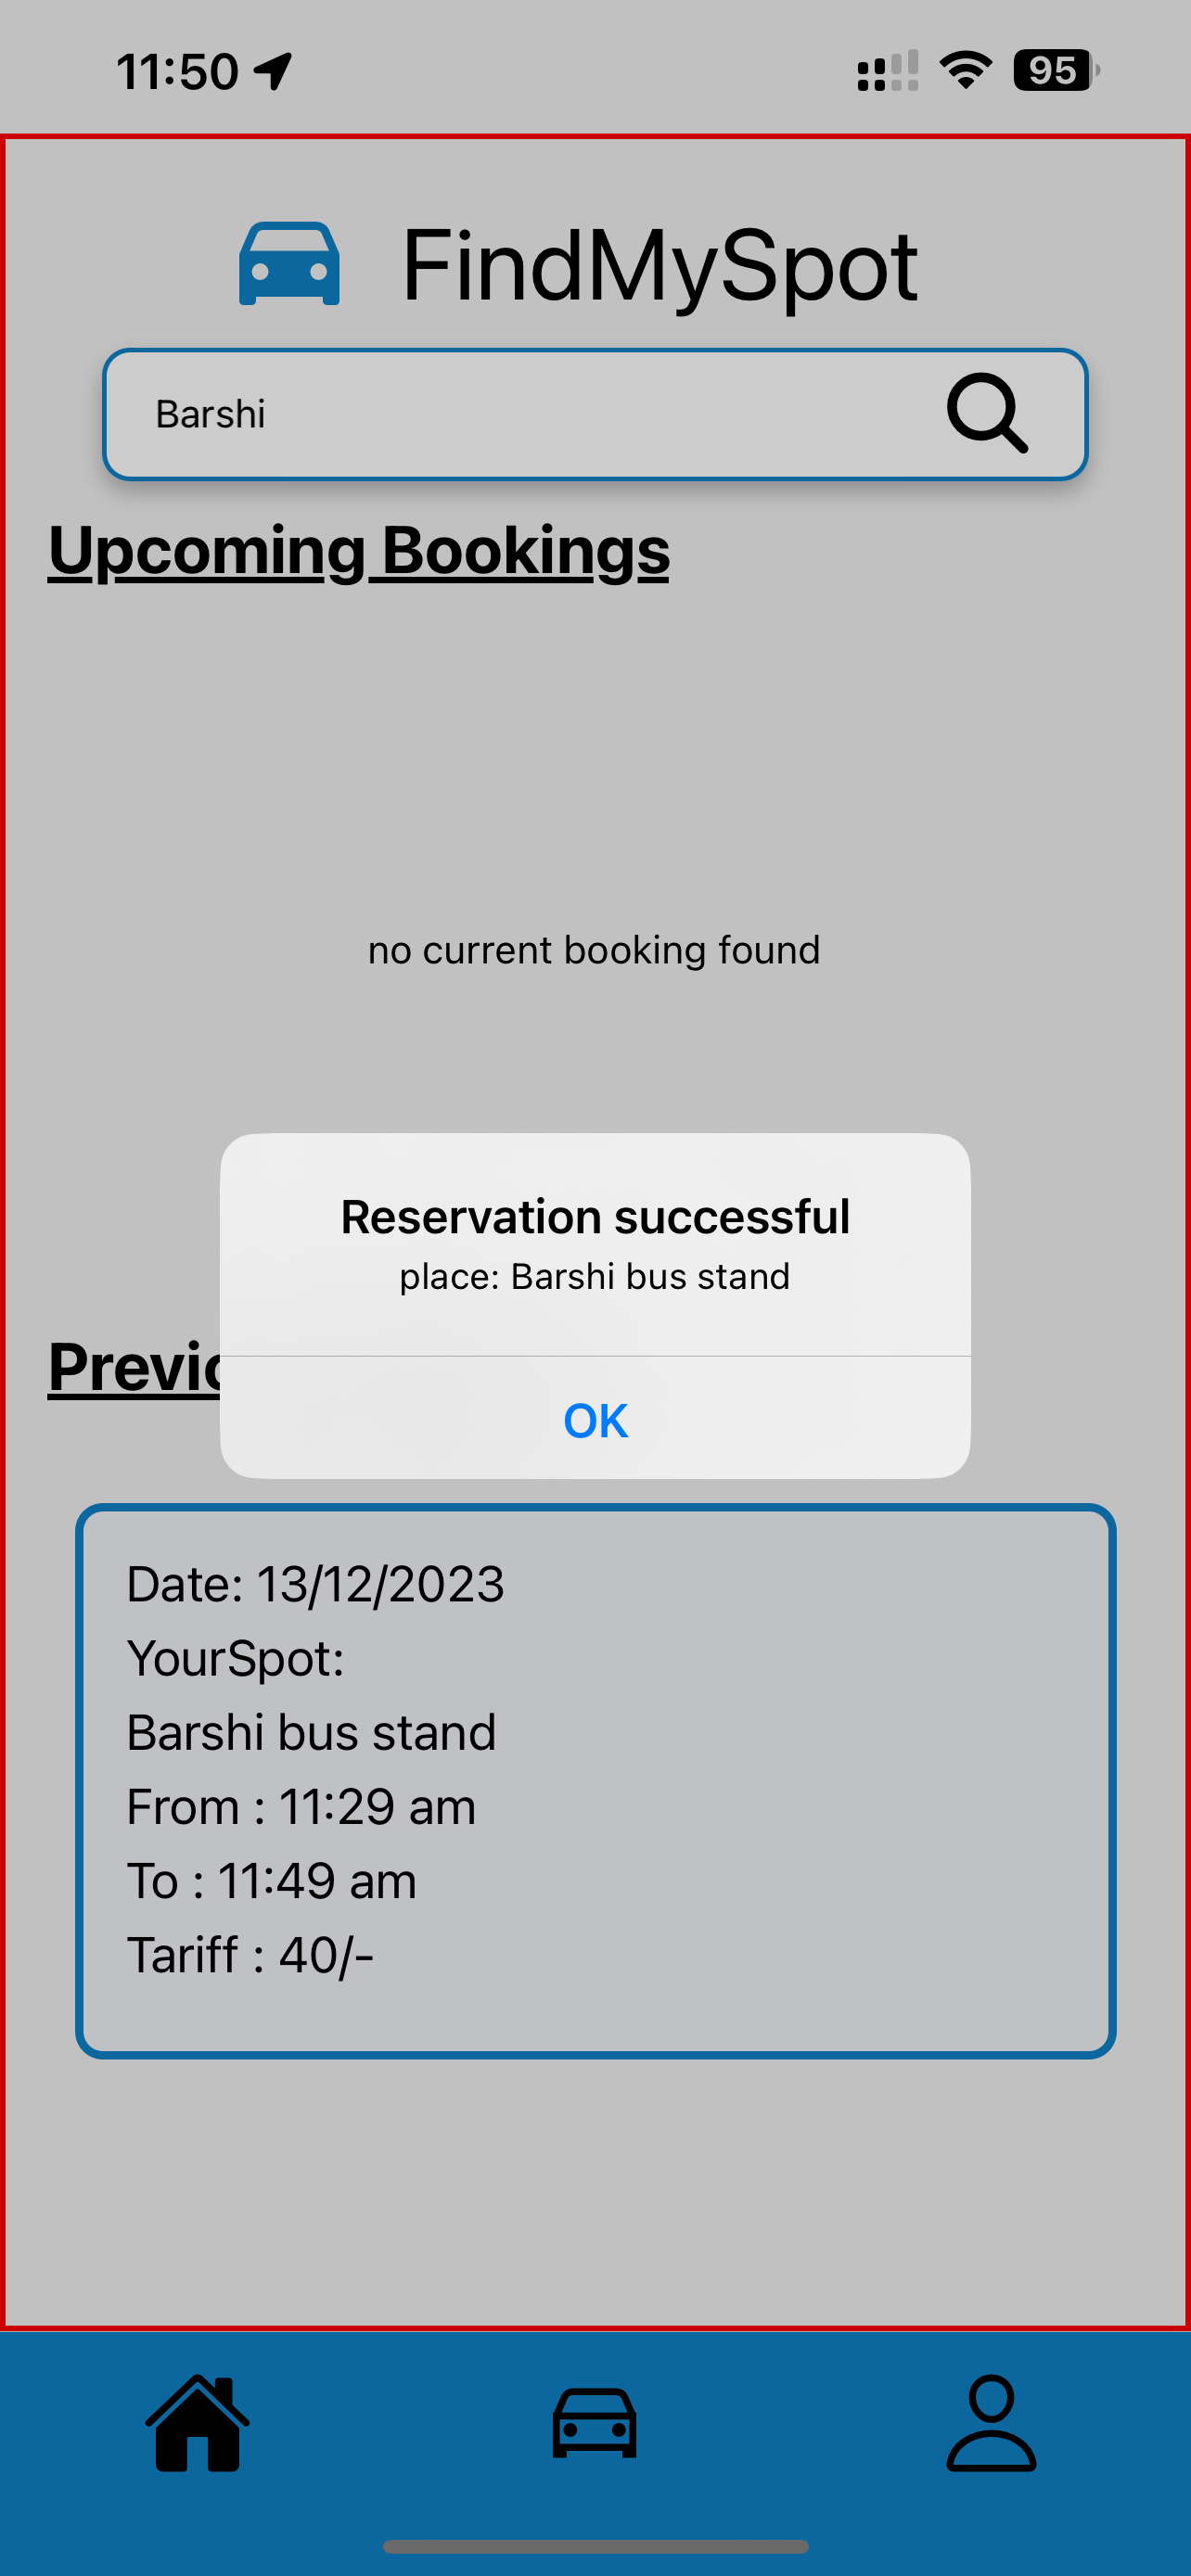 11:50
95
FindMySpot
Barshi
Upcoming Bookings
no current booking found
Reservation successful
place: Barshi bus stand
OK
Date: 13/12/2023
YourSpot:
Barshi bus stand
From : 11:29 am
To : 11:49 am
Tariff : 40/-